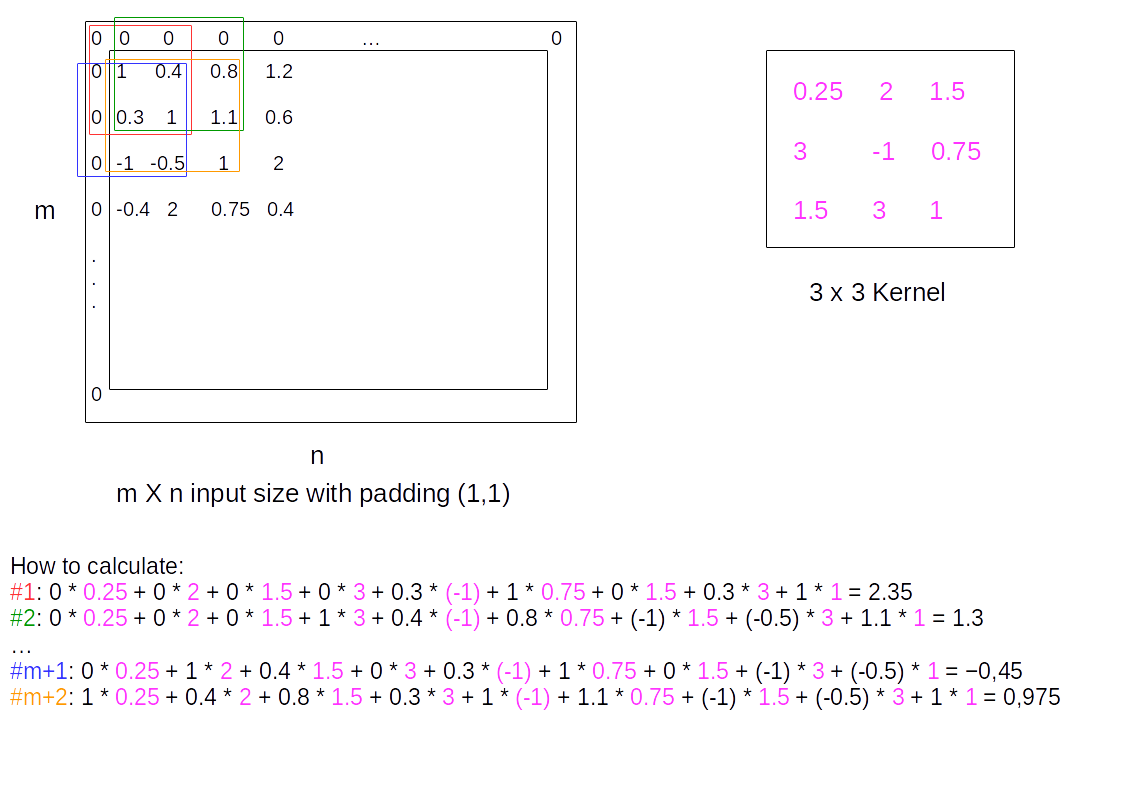 0 0 0 0 0 ... 0
0 1 0.4 0.8 1.2
0 0.3 1 1.1 0.6
0 -1 -0.5 1 2
m 0 -0.4 2 0.75 0.4
.
.
.
0
n
m X n input size with padding (1,1)
0.25 2 1.5
3 -1 0.75
1.5 3 1
3 x 3 Kernel
How to calculate:
#1: 0 * 0.25 + 0 * 2 + 0 * 1.5 + 0 * 3 + 0.3 * (-1) + 1 * 0.75 + 0 * 1.5 + 0.3 * 3 + 1 * 1 = 2.35
#2: 0 * 0.25 + 0 * 2 + 0 * 1.5 + 1 * 3 + 0.4 * (-1) + 0.8 * 0.75 + (-1) * 1.5 + (-0.5) * 3 + 1.1 * 1 = 1.3
...
#m+1: 0 * 0.25 + 1 * 2 + 0.4 * 1.5 + 0 * 3 + 0.3 * (-1) + 1 * 0.75 + 0 * 1.5 + (-1) * 3 + (-0.5) * 1 = −0,45
#m+2: 1 * 0.25 + 0.4 * 2 + 0.8 * 1.5 + 0.3 * 3 + 1 * (-1) + 1.1 * 0.75 + (-1) * 1.5 + (-0.5) * 3 + 1 * 1 = 0,975